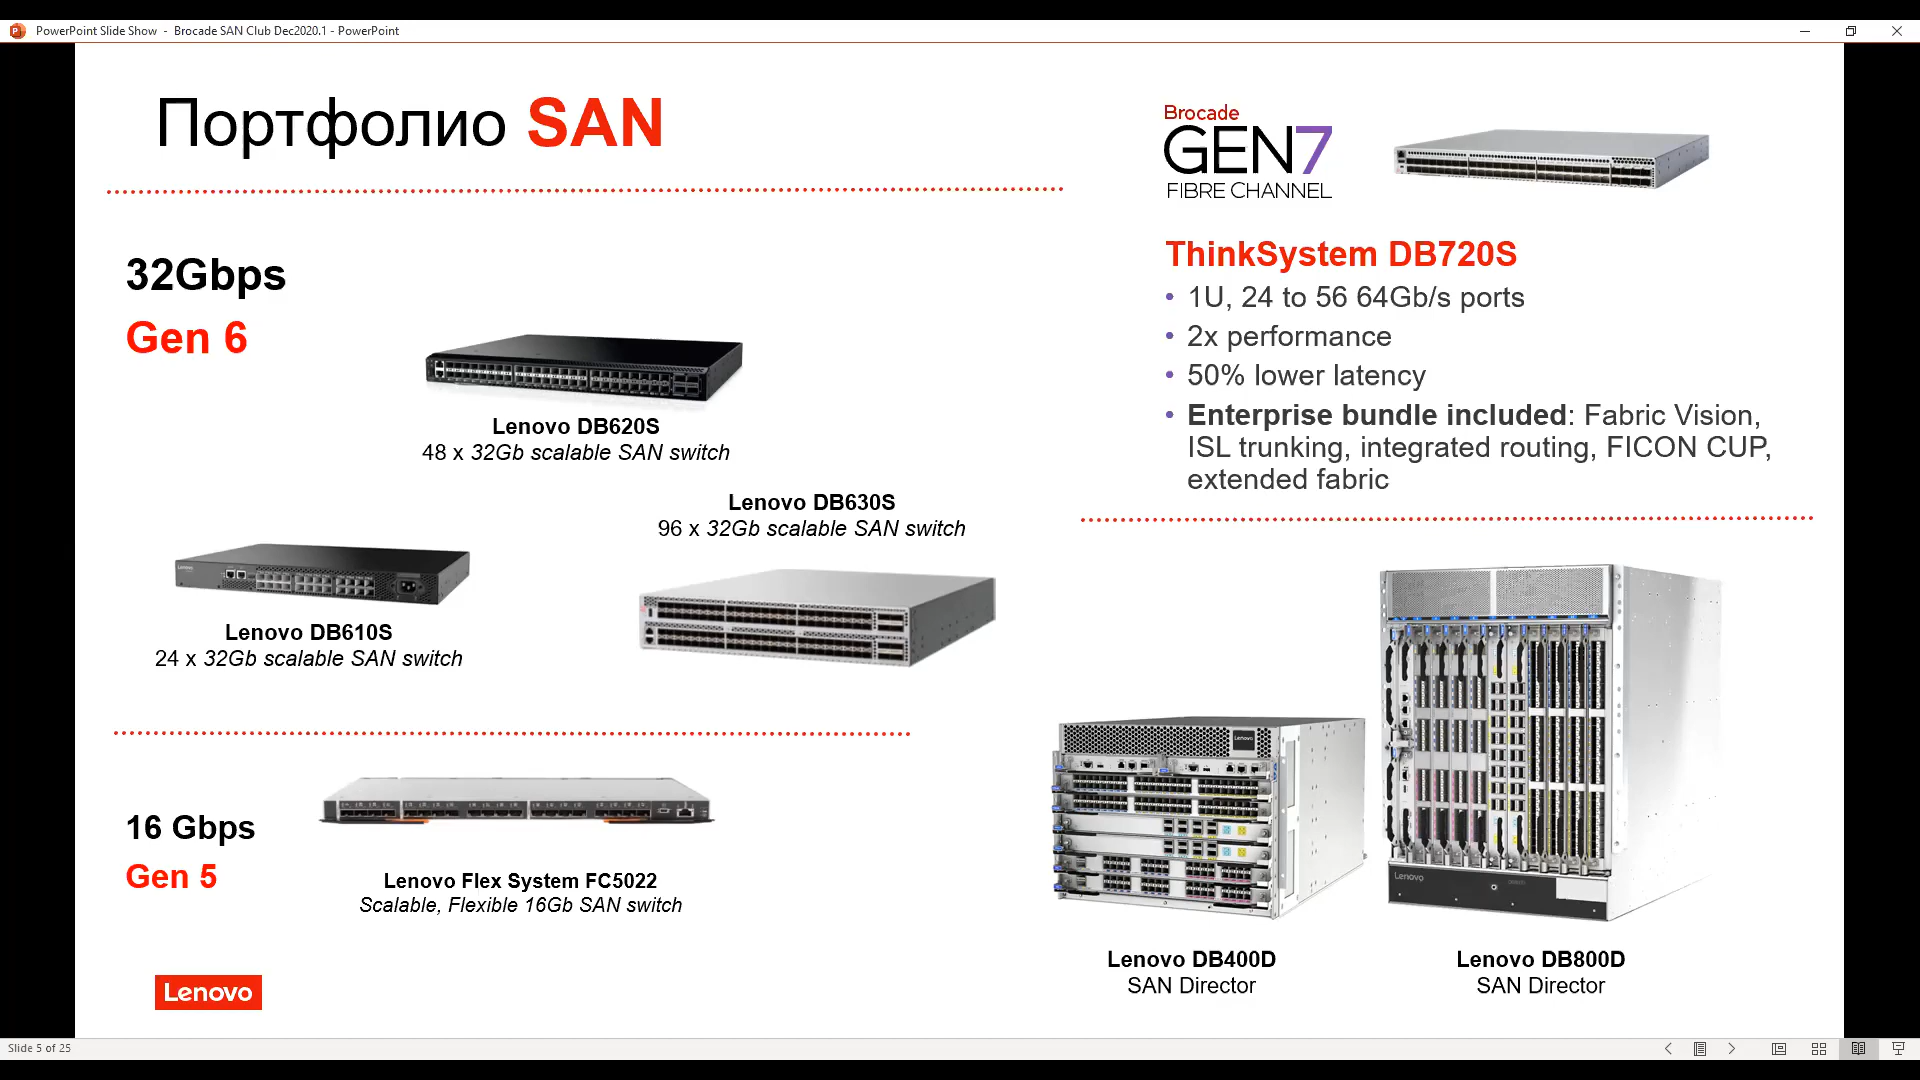 PowerPoint Slide Show - Brocade SAN Club Dec2020.1 - PowerPoint
Портфолио SAN
32Gbps
Gen 6
Lenovo DB620S
48 x 32Gb scalable SAN switch
Lenovo DB630S
96 x 32Gb scalable SAN switch
Lenovo
Lenovo DB610S
24 x 32Gb scalable SAN switch
16 Gbps
Gen 5
Lenovo Flex System FC5022
Scalable, Flexible 16Gb SAN switch
Lenovo
Brocade
GEN7
FIBRE CHANNEL
ThinkSystem DB720S
• 1U, 24 to 56 64Gb/s ports
• 2x performance
• 50% lower latency
• Enterprise bundle included: Fabric Vision,
ISL trunking, integrated routing, FICON CUP,
extended fabric
Lenovo
Lenovo DB400D
SAN Director
Lenovo
Lenovo DB800D
SAN Director
Slide 5 of 25